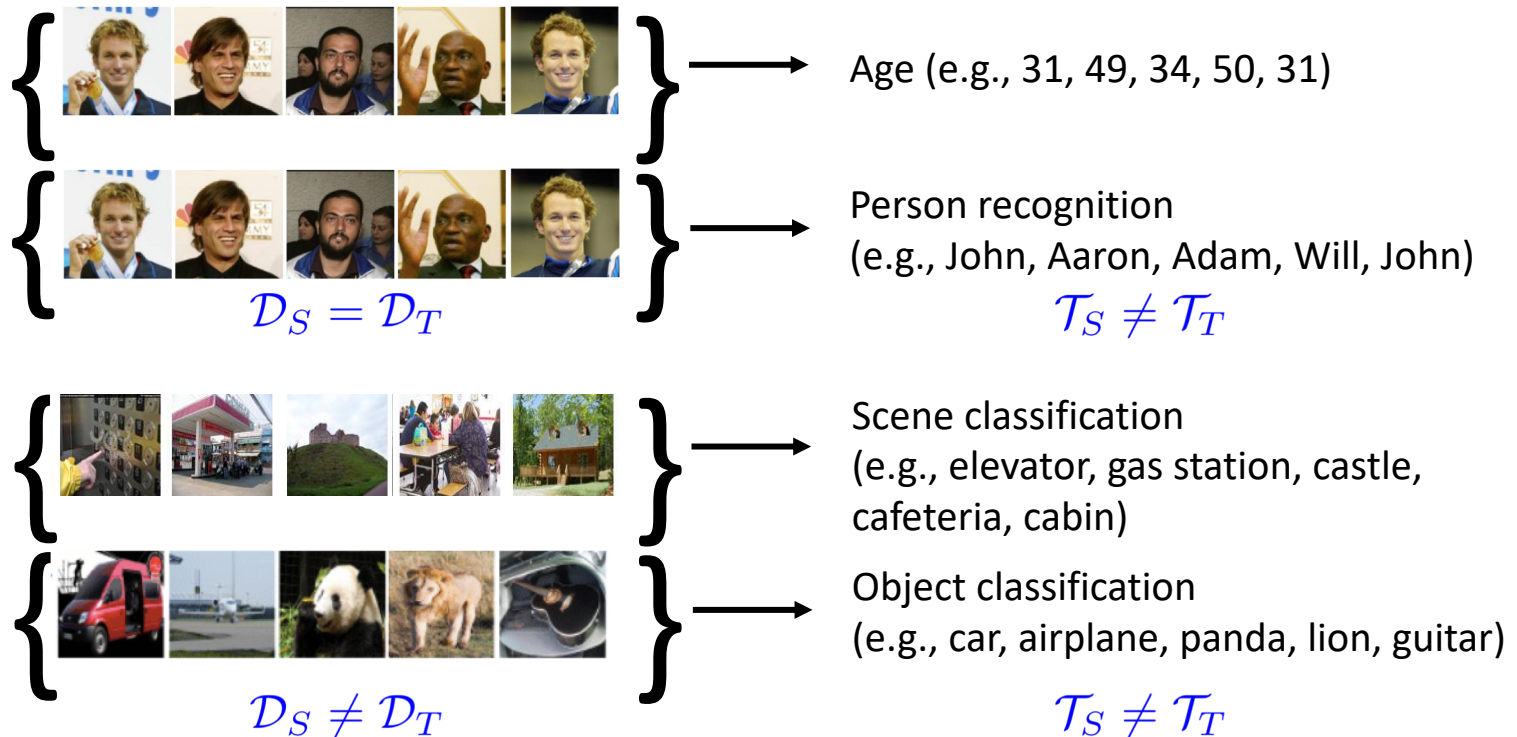 Age (e.g., 31, 49, 34, 50, 31)
Person recognition
(e.g., John, Aaron, Adam, Will, John)
𝒟_S = 𝒟_T
𝒯_S ≠ 𝒯_T
Scene classification
(e.g., elevator, gas station, castle,
cafeteria, cabin)
Object classification
(e.g., car, airplane, panda, lion, guitar)
𝒟_S ≠ 𝒟_T
𝒯_S ≠ 𝒯_T